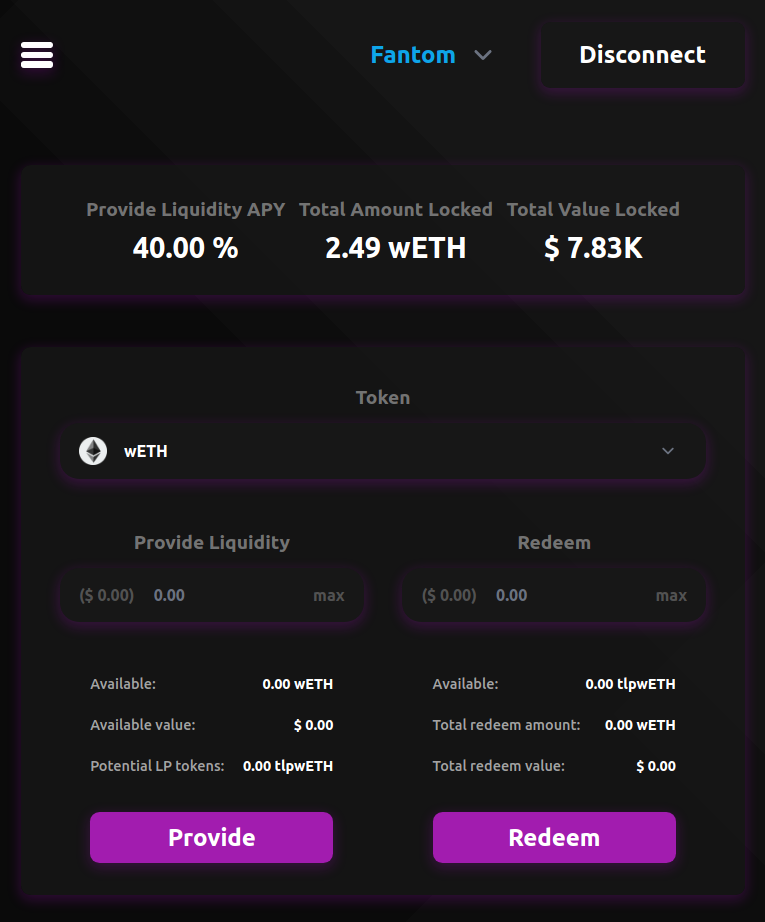 Fantom
Disconnect
Provide Liquidity APY Total Amount Locked Total Value Locked
40.00 % 2.49 wETH $ 7.83K
Token
wETH
Provide Liquidity Redeem
($ 0.00) 0.00 max ($ 0.00) 0.00 max
Available: 0.00 wETH Available: 0.00 tlpwETH
Available value: $ 0.00 Total redeem amount: 0.00 wETH
Potential LP tokens: 0.00 tlpwETH Total redeem value: $ 0.00
Provide Redeem